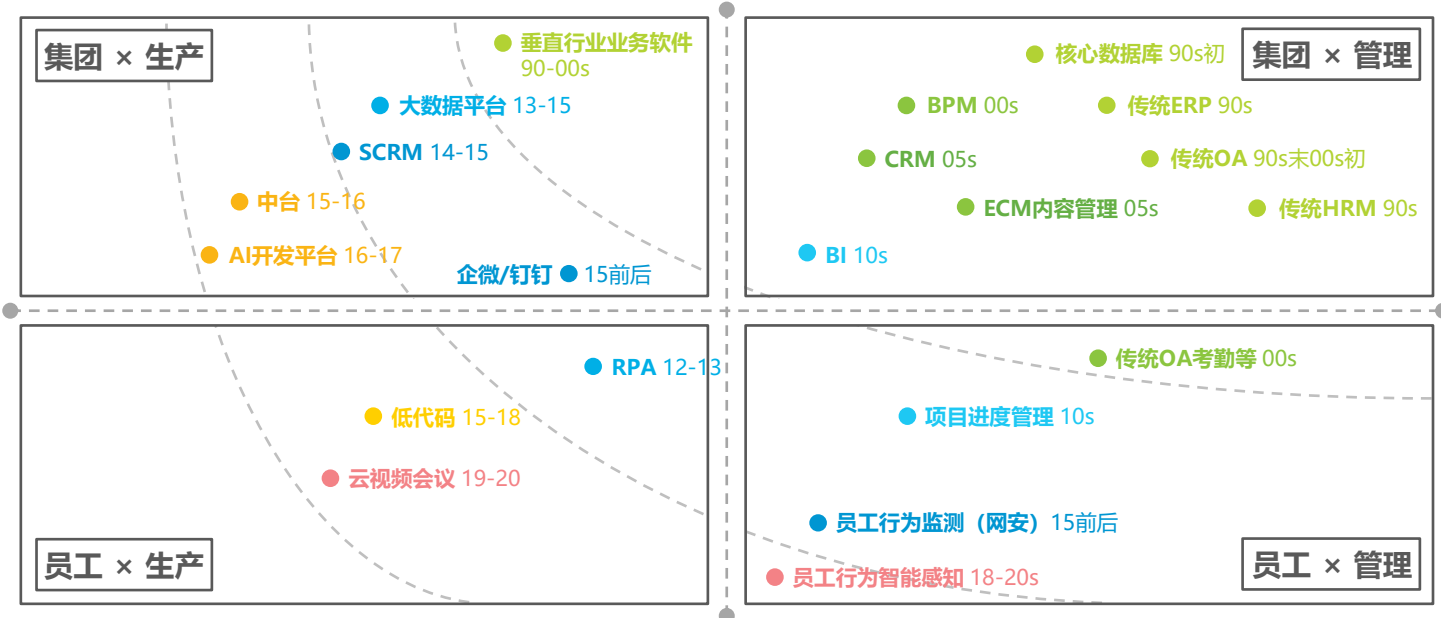 集团 × 生产
垂直行业业务软件
90-00s
大数据平台 13-15
SCRM 14-15
中台 15-16
AI开发平台 16-17
企微/钉钉 15前后
集团 × 管理
核心数据库 90s初
BPM 00s
传统ERP 90s
CRM 05s
传统OA 90s末00s初
ECM内容管理 05s
传统HRM 90s
BI 10s
RPA 12-13
低代码 15-18
云视频会议 19-20
员工 × 生产
传统OA考勤等 00s
项目进度管理 10s
员工行为监测（网安） 15前后
员工行为智能感知 18-20s
员工 × 管理